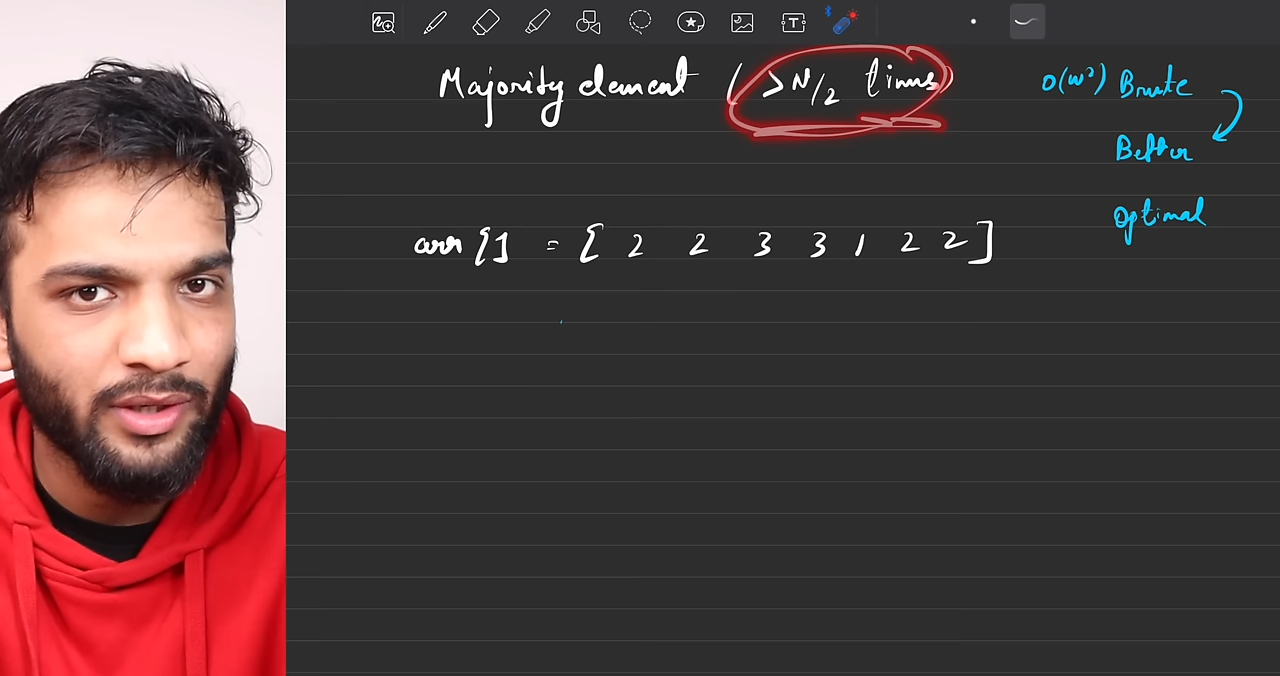 Majority element ( > N/2 times)
O(N²) Brute
Better
Optimal
arr [] = [ 2 2 3 3 1 2 2 ]